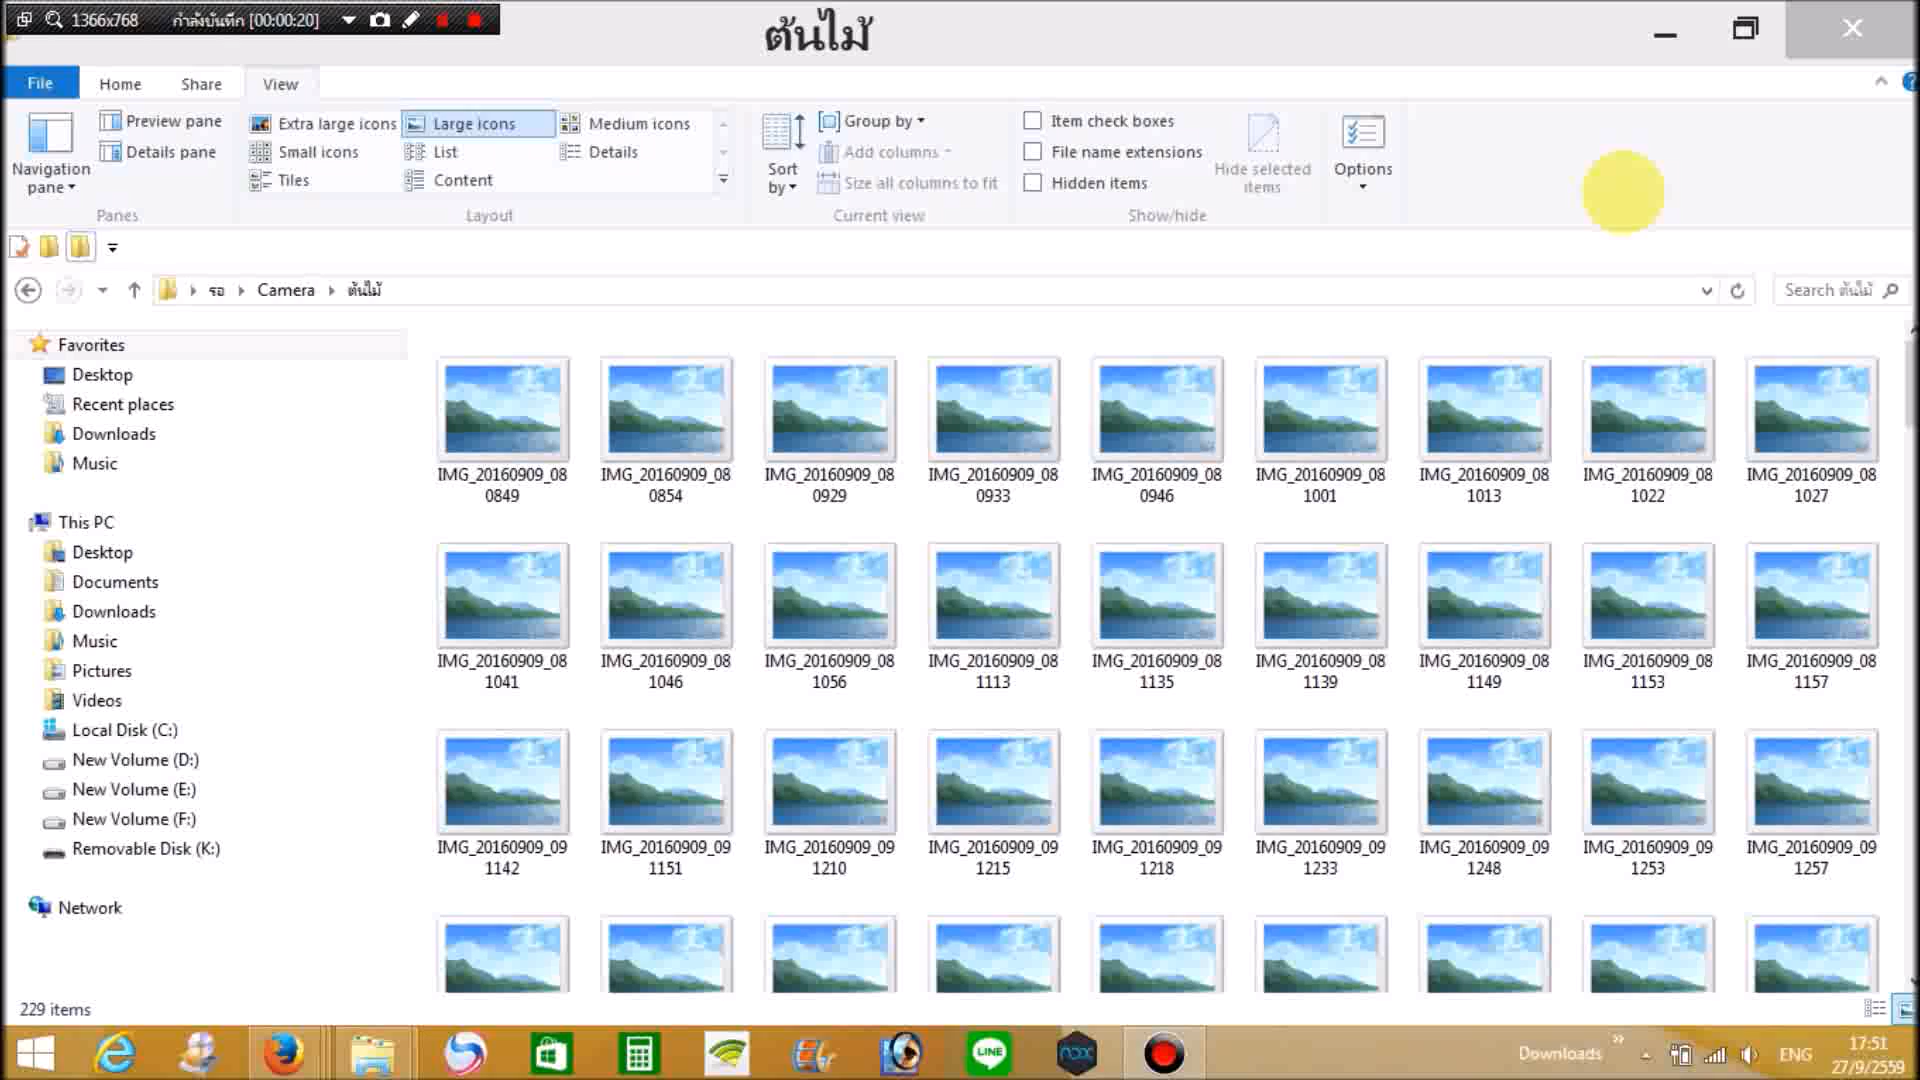 1366x768 กำลังบันทึก [00:00:20]
ต้นไม้
File Home Share View
Navigation pane
Preview pane
Details pane
Panes
Extra large icons Large icons Medium icons
Small icons List Details
Tiles Content
Layout
Sort by
Group by
Add columns
Size all columns to fit
Current view
Item check boxes
File name extensions
Hidden items
Hide selected items
Show/hide
Options
รอ Camera ต้นไม้
Search ต้นไม้
Favorites
Desktop
Recent places
Downloads
Music
This PC
Desktop
Documents
Downloads
Music
Pictures
Videos
Local Disk (C:)
New Volume (D:)
New Volume (E:)
New Volume (F:)
Removable Disk (K:)
Network
IMG_20160909_08 IMG_20160909_08 IMG_20160909_08 IMG_20160909_08 IMG_20160909_08 IMG_20160909_08 IMG_20160909_08 IMG_20160909_08 IMG_20160909_08
0849 0854 0929 0933 0946 1001 1013 1022 1027
IMG_20160909_08 IMG_20160909_08 IMG_20160909_08 IMG_20160909_08 IMG_20160909_08 IMG_20160909_08 IMG_20160909_08 IMG_20160909_08 IMG_20160909_08
1041 1046 1056 1113 1135 1139 1149 1153 1157
IMG_20160909_09 IMG_20160909_09 IMG_20160909_09 IMG_20160909_09 IMG_20160909_09 IMG_20160909_09 IMG_20160909_09 IMG_20160909_09 IMG_20160909_09
1142 1151 1210 1215 1218 1233 1248 1253 1257
229 items
LINE
nox
Downloads
ENG
17:51
27/9/2559